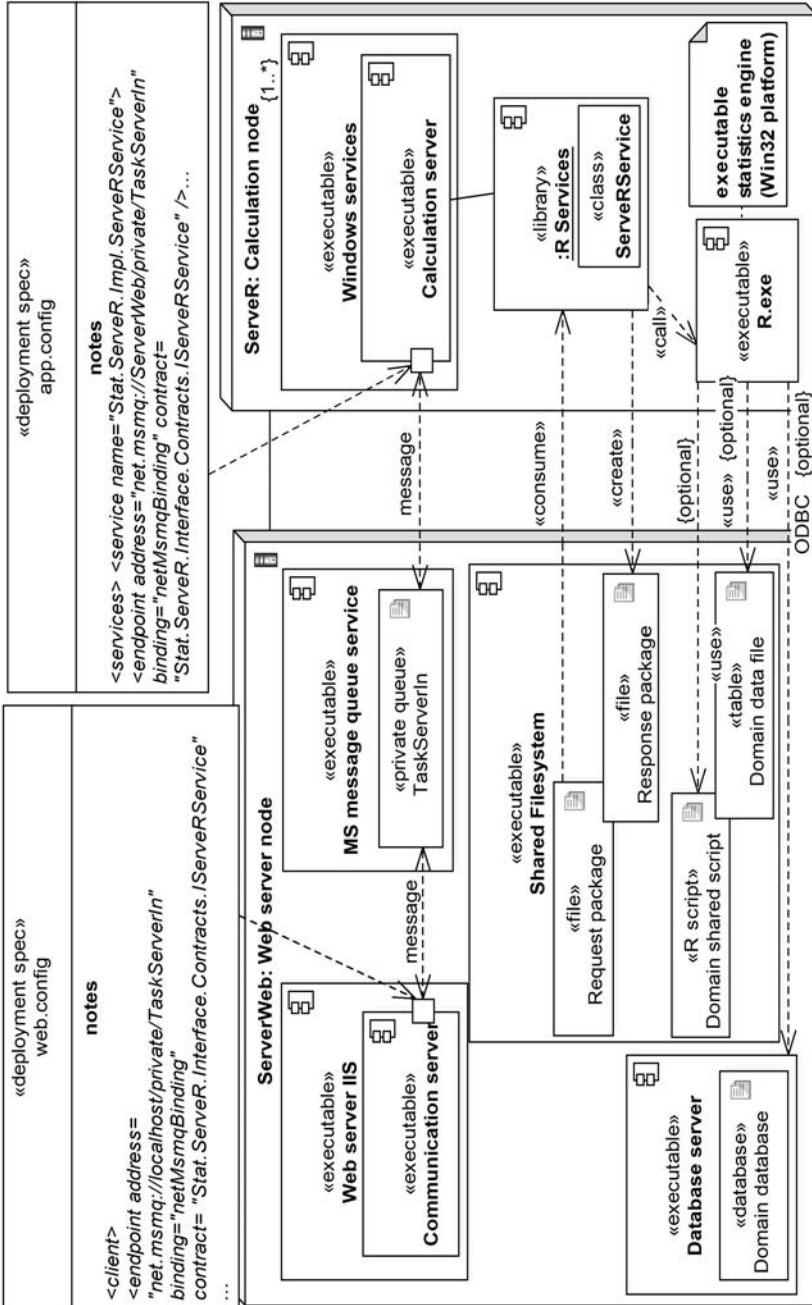 «deployment spec»
web.config
notes
<client>
<endpoint address=
"net.msmq://localhost/private/TaskServerIn"
binding="netMsmqBinding"
contract= "Stat.ServeR.Interface.Contracts.IServeRService"
...
«deployment spec»
app.config
notes
<services> <service name="Stat.ServeR.Impl.ServeRService">
<endpoint address="net.msmq://ServerWeb/private/TaskServerIn"
binding="netMsmqBinding" contract=
"Stat.ServeR.Interface.Contracts.IServeRService" />...
ServerWeb: Web server node
«executable»
Web server IIS
«executable»
Communication server
message
«executable»
MS message queue service
«private queue»
TaskServerIn
message
«executable»
Shared Filesystem
«file»
Request package
«file»
Response package
«R script»
Domain shared script
«use»
«table»
Domain data file
«executable»
Database server
«database»
Domain database
ServeR: Calculation node
{1..*}
«executable»
Windows services
«executable»
Calculation server
«library»
:R Services
«class»
ServeRService
«consume»
«create»
«call»
{optional}
«use» {optional}
«use»
ODBC {optional}
«executable»
R.exe
executable
statistics engine
(Win32 platform)